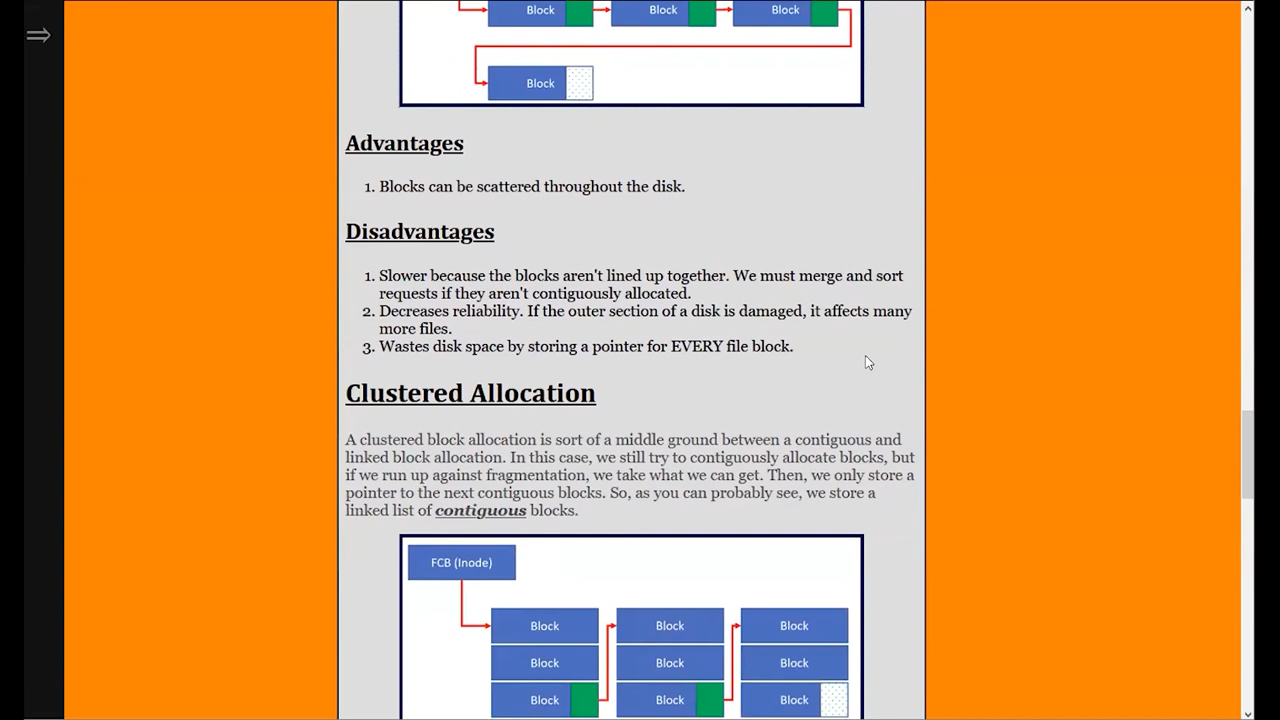 Block Block Block
Block
Advantages
1. Blocks can be scattered throughout the disk.
Disadvantages
1. Slower because the blocks aren't lined up together. We must merge and sort
requests if they aren't contiguously allocated.
2. Decreases reliability. If the outer section of a disk is damaged, it affects many
more files.
3. Wastes disk space by storing a pointer for EVERY file block.
Clustered Allocation
A clustered block allocation is sort of a middle ground between a contiguous and
linked block allocation. In this case, we still try to contiguously allocate blocks, but
if we run up against fragmentation, we take what we can get. Then, we only store a
pointer to the next contiguous blocks. So, as you can probably see, we store a
linked list of contiguous blocks.
FCB (Inode)
Block Block Block
Block Block Block
Block Block Block